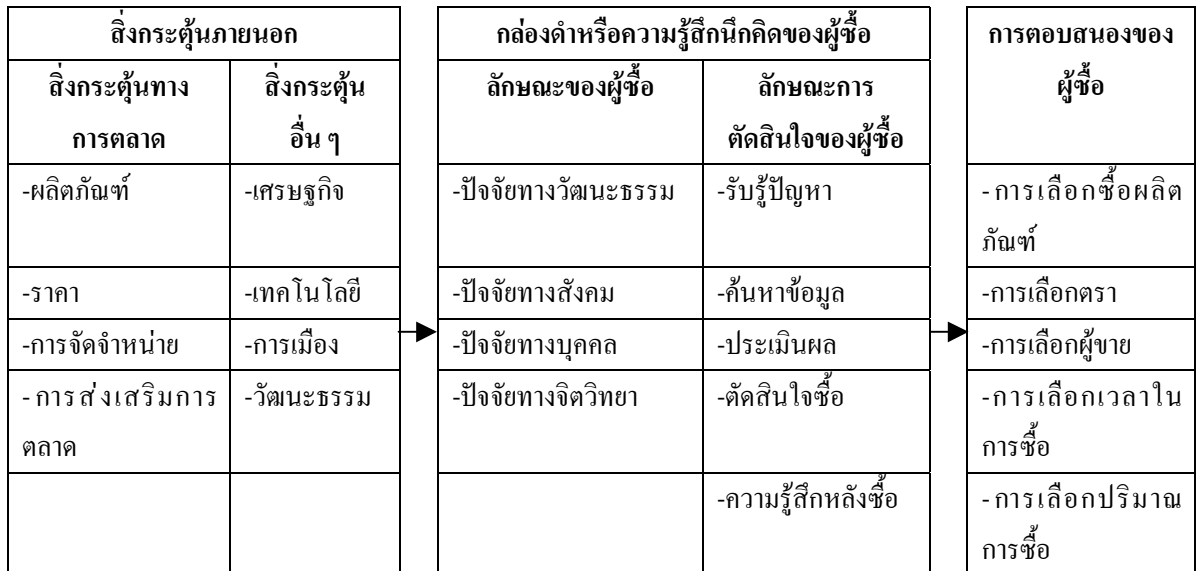 สิ่งกระตุ้นภายนอก
สิ่งกระตุ้นทาง
การตลาด
สิ่งกระตุ้น
อื่น ๆ
-ผลิตภัณฑ์
-เศรษฐกิจ
-ราคา
-เทคโนโลยี
-การจัดจำหน่าย
-การเมือง
-การส่งเสริมการ
ตลาด
-วัฒนะธรรม
กล่องดำหรือความรู้สึกนึกคิดของผู้ซื้อ
ลักษณะของผู้ซื้อ
ลักษณะการ
ตัดสินใจของผู้ซื้อ
-ปัจจัยทางวัฒนะธรรม
-รับรู้ปัญหา
-ปัจจัยทางสังคม
-ค้นหาข้อมูล
-ปัจจัยทางบุคคล
-ประเมินผล
-ปัจจัยทางจิตวิทยา
-ตัดสินใจซื้อ
-ความรู้สึกหลังซื้อ
การตอบสนองของ
ผู้ซื้อ
-การเลือกซื้อผลิต
ภัณฑ์
-การเลือกตรา
-การเลือกผู้ขาย
-การเลือกเวลาใน
การซื้อ
-การเลือกปริมาณ
การซื้อ